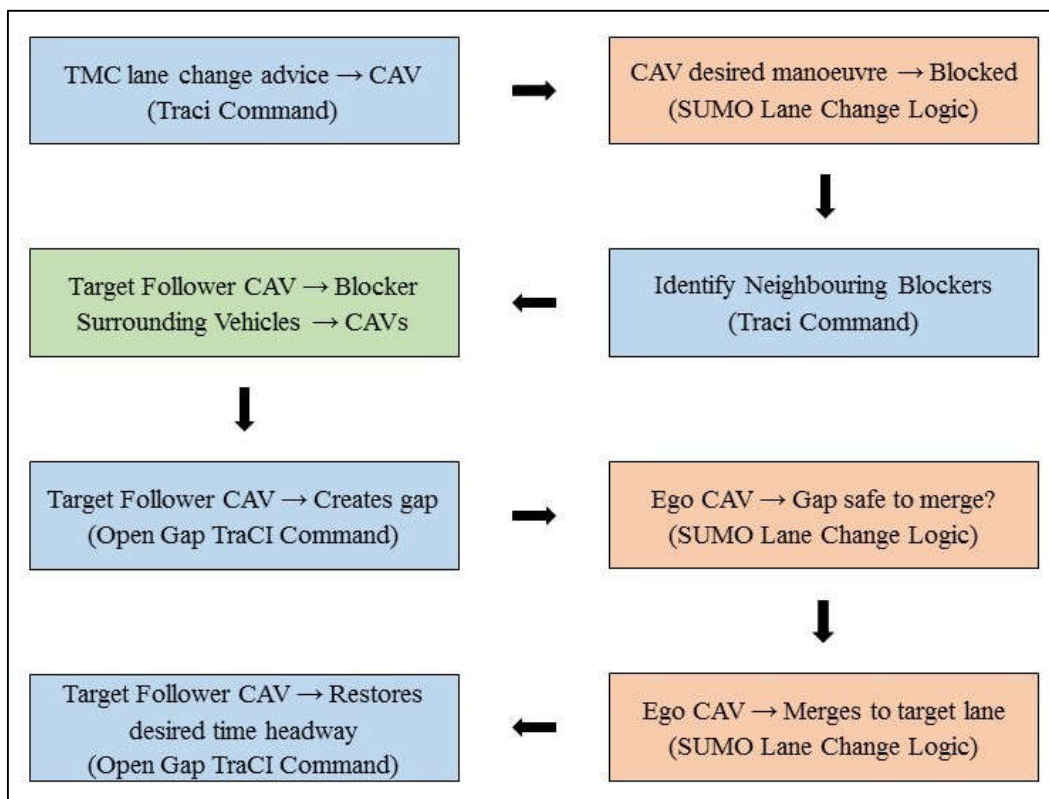 TMC lane change advice → CAV
(Traci Command)
CAV desired manoeuvre → Blocked
(SUMO Lane Change Logic)
Identify Neighbouring Blockers
(Traci Command)
Target Follower CAV → Blocker
Surrounding Vehicles → CAVs
Target Follower CAV → Creates gap
(Open Gap TraCI Command)
Ego CAV → Gap safe to merge?
(SUMO Lane Change Logic)
Ego CAV → Merges to target lane
(SUMO Lane Change Logic)
Target Follower CAV → Restores
desired time headway
(Open Gap TraCI Command)